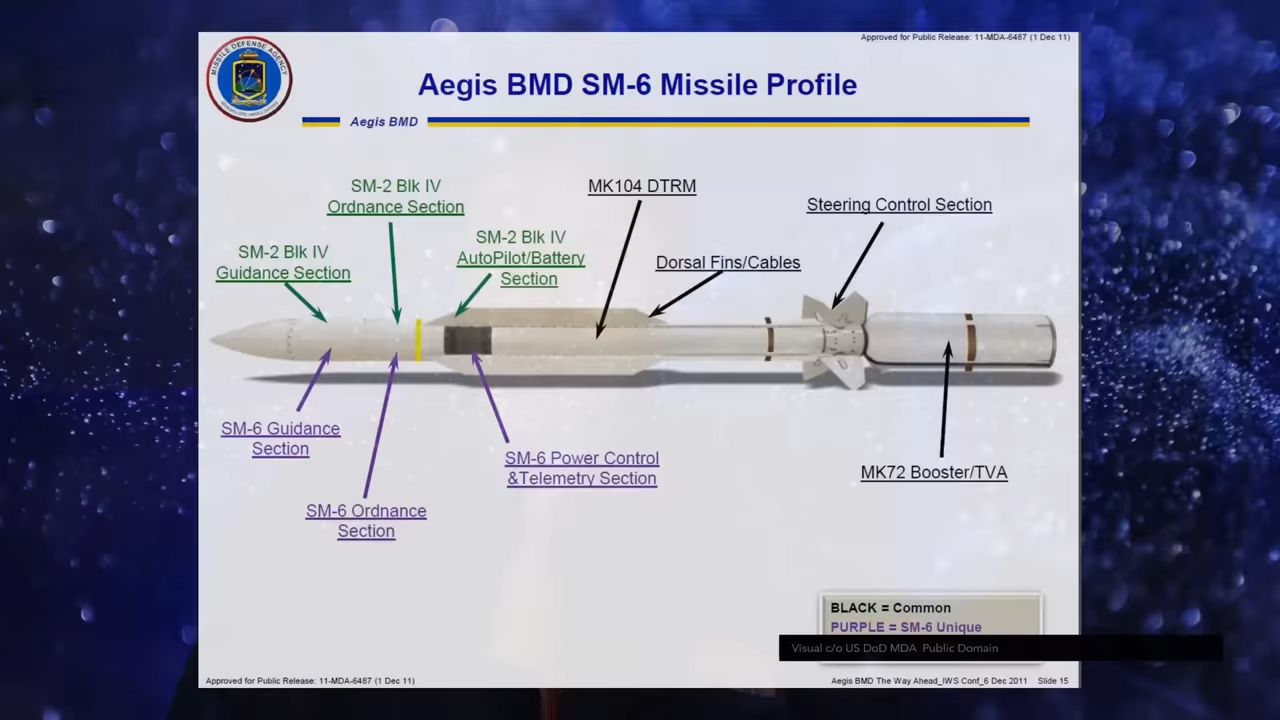 Approved for Public Release: 11-MDA-6487 (1 Dec 11)
MISSILE DEFENSE AGENCY
Aegis BMD SM-6 Missile Profile
Aegis BMD
SM-2 Blk IV
Ordnance Section
MK104 DTRM
Steering Control Section
SM-2 Blk IV
AutoPilot/Battery
Section
SM-2 Blk IV
Guidance Section
Dorsal Fins/Cables
SM-6 Guidance
Section
SM-6 Power Control
&Telemetry Section
MK72 Booster/TVA
SM-6 Ordnance
Section
BLACK = Common
PURPLE = SM-6 Unique
Visual c/o US DoD MDA Public Domain
Approved for Public Release: 11-MDA-6487 (1 Dec 11)
Aegis BMD The Way Ahead_IWS Conf_6 Dec 2011 Slide 15